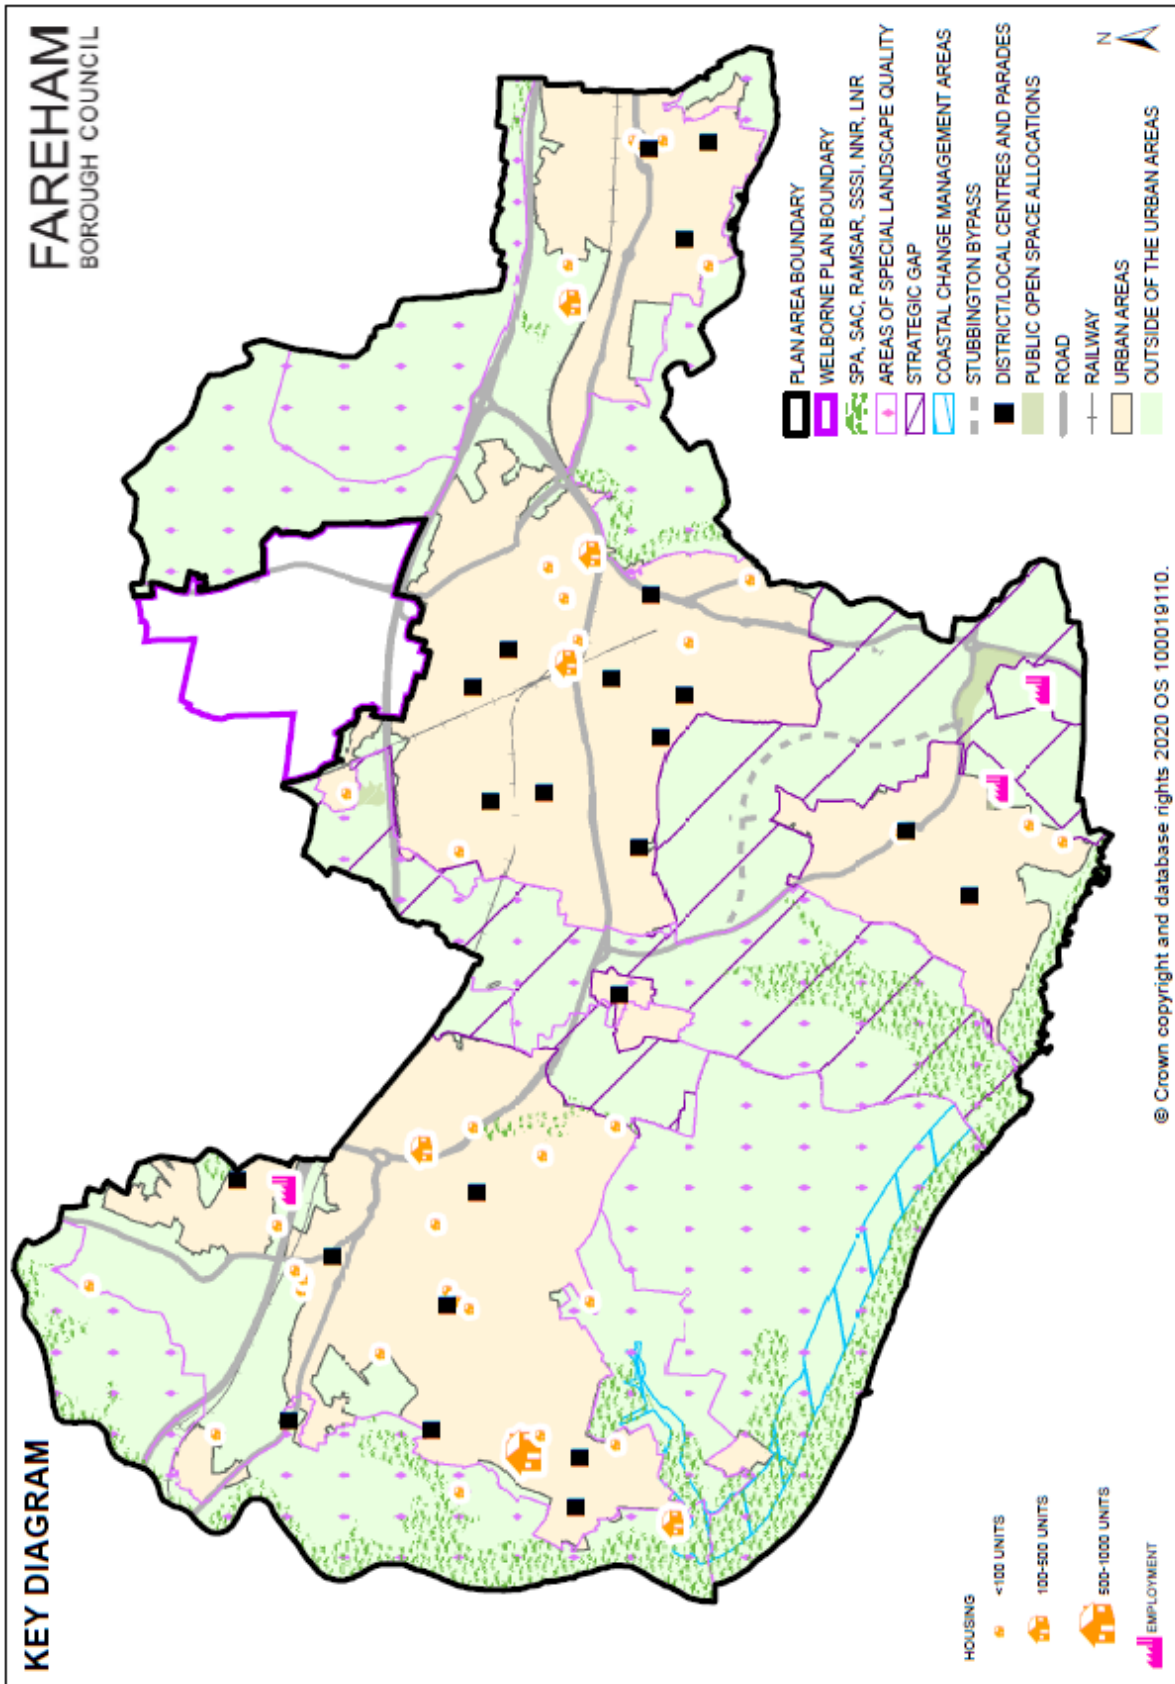 KEY DIAGRAM
FAREHAM
BOROUGH COUNCIL
HOUSING
<100 UNITS
100-500 UNITS
500-1000 UNITS
EMPLOYMENT
N
PLAN AREA BOUNDARY
WELBORNE PLAN BOUNDARY
SPA, SAC, RAMSAR, SSSI, NNR, LNR
AREAS OF SPECIAL LANDSCAPE QUALITY
STRATEGIC GAP
COASTAL CHANGE MANAGEMENT AREAS
STUBBINGTON BYPASS
DISTRICT/LOCAL CENTRES AND PARADES
PUBLIC OPEN SPACE ALLOCATIONS
ROAD
RAILWAY
URBAN AREAS
OUTSIDE OF THE URBAN AREAS
© Crown copyright and database rights 2020 OS 100019110.